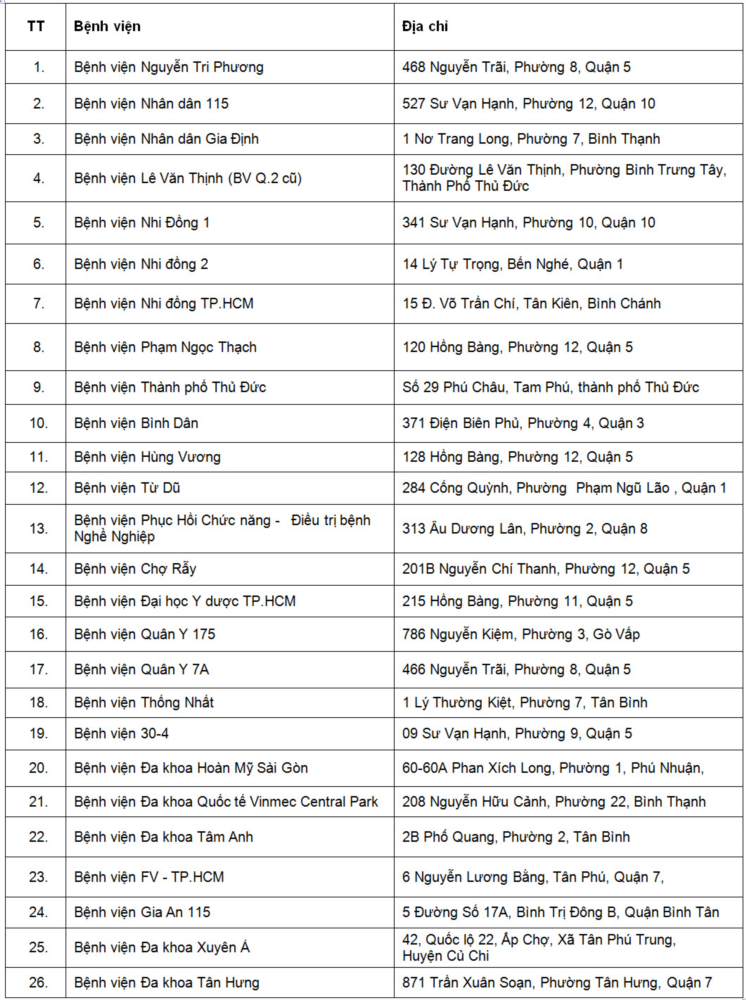 TT Bệnh viện Địa chỉ
1. Bệnh viện Nguyễn Tri Phương 468 Nguyễn Trãi, Phường 8, Quận 5
2. Bệnh viện Nhân dân 115 527 Sư Vạn Hạnh, Phường 12, Quận 10
3. Bệnh viện Nhân dân Gia Định 1 Nơ Trang Long, Phường 7, Bình Thạnh
4. Bệnh viện Lê Văn Thịnh (BV Q.2 cũ) 130 Đường Lê Văn Thịnh, Phường Bình Trưng Tây,
Thành Phố Thủ Đức
5. Bệnh viện Nhi Đồng 1 341 Sư Vạn Hạnh, Phường 10, Quận 10
6. Bệnh viện Nhi đồng 2 14 Lý Tự Trọng, Bến Nghé, Quận 1
7. Bệnh viện Nhi đồng TP.HCM 15 Đ. Võ Trần Chí, Tân Kiên, Bình Chánh
8. Bệnh viện Phạm Ngọc Thạch 120 Hồng Bàng, Phường 12, Quận 5
9. Bệnh viện Thành phố Thủ Đức Số 29 Phú Châu, Tam Phú, thành phố Thủ Đức
10. Bệnh viện Bình Dân 371 Điện Biên Phủ, Phường 4, Quận 3
11. Bệnh viện Hùng Vương 128 Hồng Bàng, Phường 12, Quận 5
12. Bệnh viện Từ Dũ 284 Cống Quỳnh, Phường Phạm Ngũ Lão , Quận 1
13. Bệnh viện Phục Hồi Chức năng - Điều trị bệnh
Nghề Nghiệp 313 Âu Dương Lân, Phường 2, Quận 8
14. Bệnh viện Chợ Rẫy 201B Nguyễn Chí Thanh, Phường 12, Quận 5
15. Bệnh viện Đại học Y dược TP.HCM 215 Hồng Bàng, Phường 11, Quận 5
16. Bệnh viện Quân Y 175 786 Nguyễn Kiệm, Phường 3, Gò Vấp
17. Bệnh viện Quân Y 7A 466 Nguyễn Trãi, Phường 8, Quận 5
18. Bệnh viện Thống Nhất 1 Lý Thường Kiệt, Phường 7, Tân Bình
19. Bệnh viện 30-4 09 Sư Vạn Hạnh, Phường 9, Quận 5
20. Bệnh viện Đa khoa Hoàn Mỹ Sài Gòn 60-60A Phan Xích Long, Phường 1, Phú Nhuận,
21. Bệnh viện Đa khoa Quốc tế Vinmec Central Park 208 Nguyễn Hữu Cảnh, Phường 22, Bình Thạnh
22. Bệnh viện Đa khoa Tâm Anh 2B Phổ Quang, Phường 2, Tân Bình
23. Bệnh viện FV - TP.HCM 6 Nguyễn Lương Bằng, Tân Phú, Quận 7,
24. Bệnh viện Gia An 115 5 Đường Số 17A, Bình Trị Đông B, Quận Bình Tân
25. Bệnh viện Đa khoa Xuyên Á 42, Quốc lộ 22, Ấp Chợ, Xã Tân Phú Trung,
Huyện Củ Chi
26. Bệnh viện Đa khoa Tân Hưng 871 Trần Xuân Soạn, Phường Tân Hưng, Quận 7